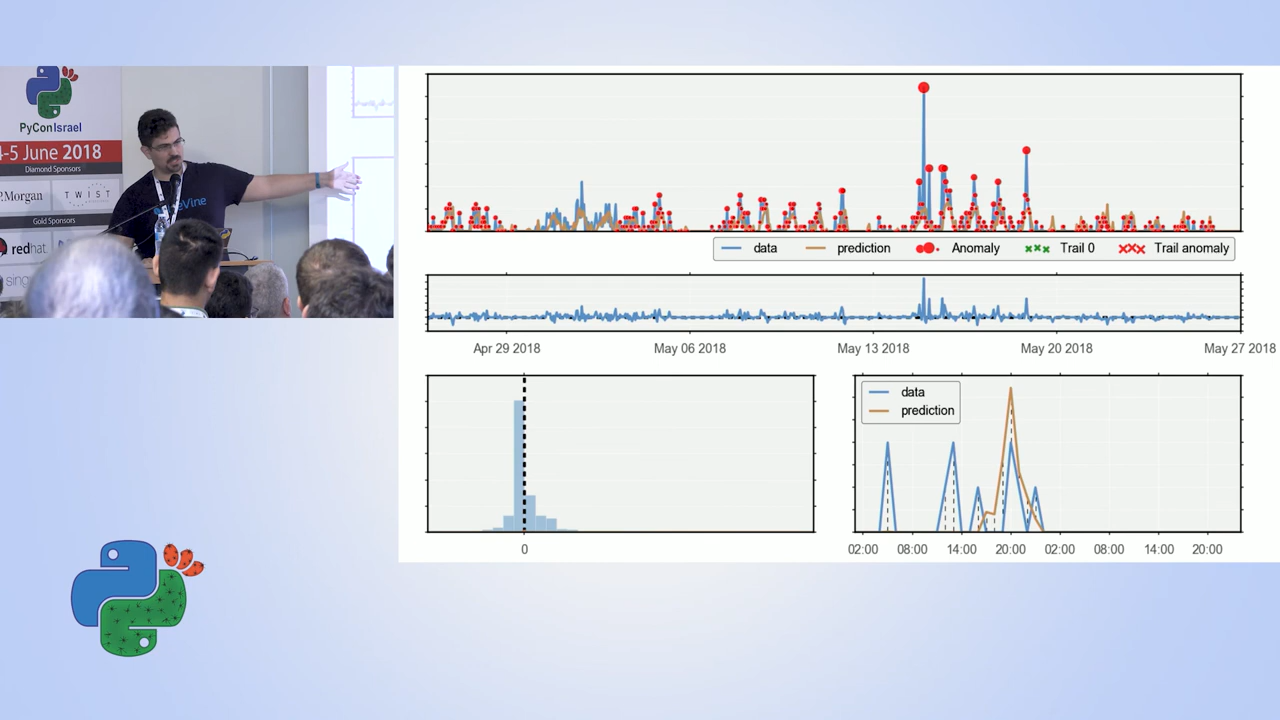 PyConIsrael
4-5 June 2018
Diamond Sponsors
P.Morgan
TWIST
Gold Sponsors
redhat
data
prediction
Anomaly
Trail 0
Trail anomaly
Apr 29 2018
May 06 2018
May 13 2018
May 20 2018
May 27 2018
0
data
prediction
02:00
08:00
14:00
20:00
02:00
08:00
14:00
20:00